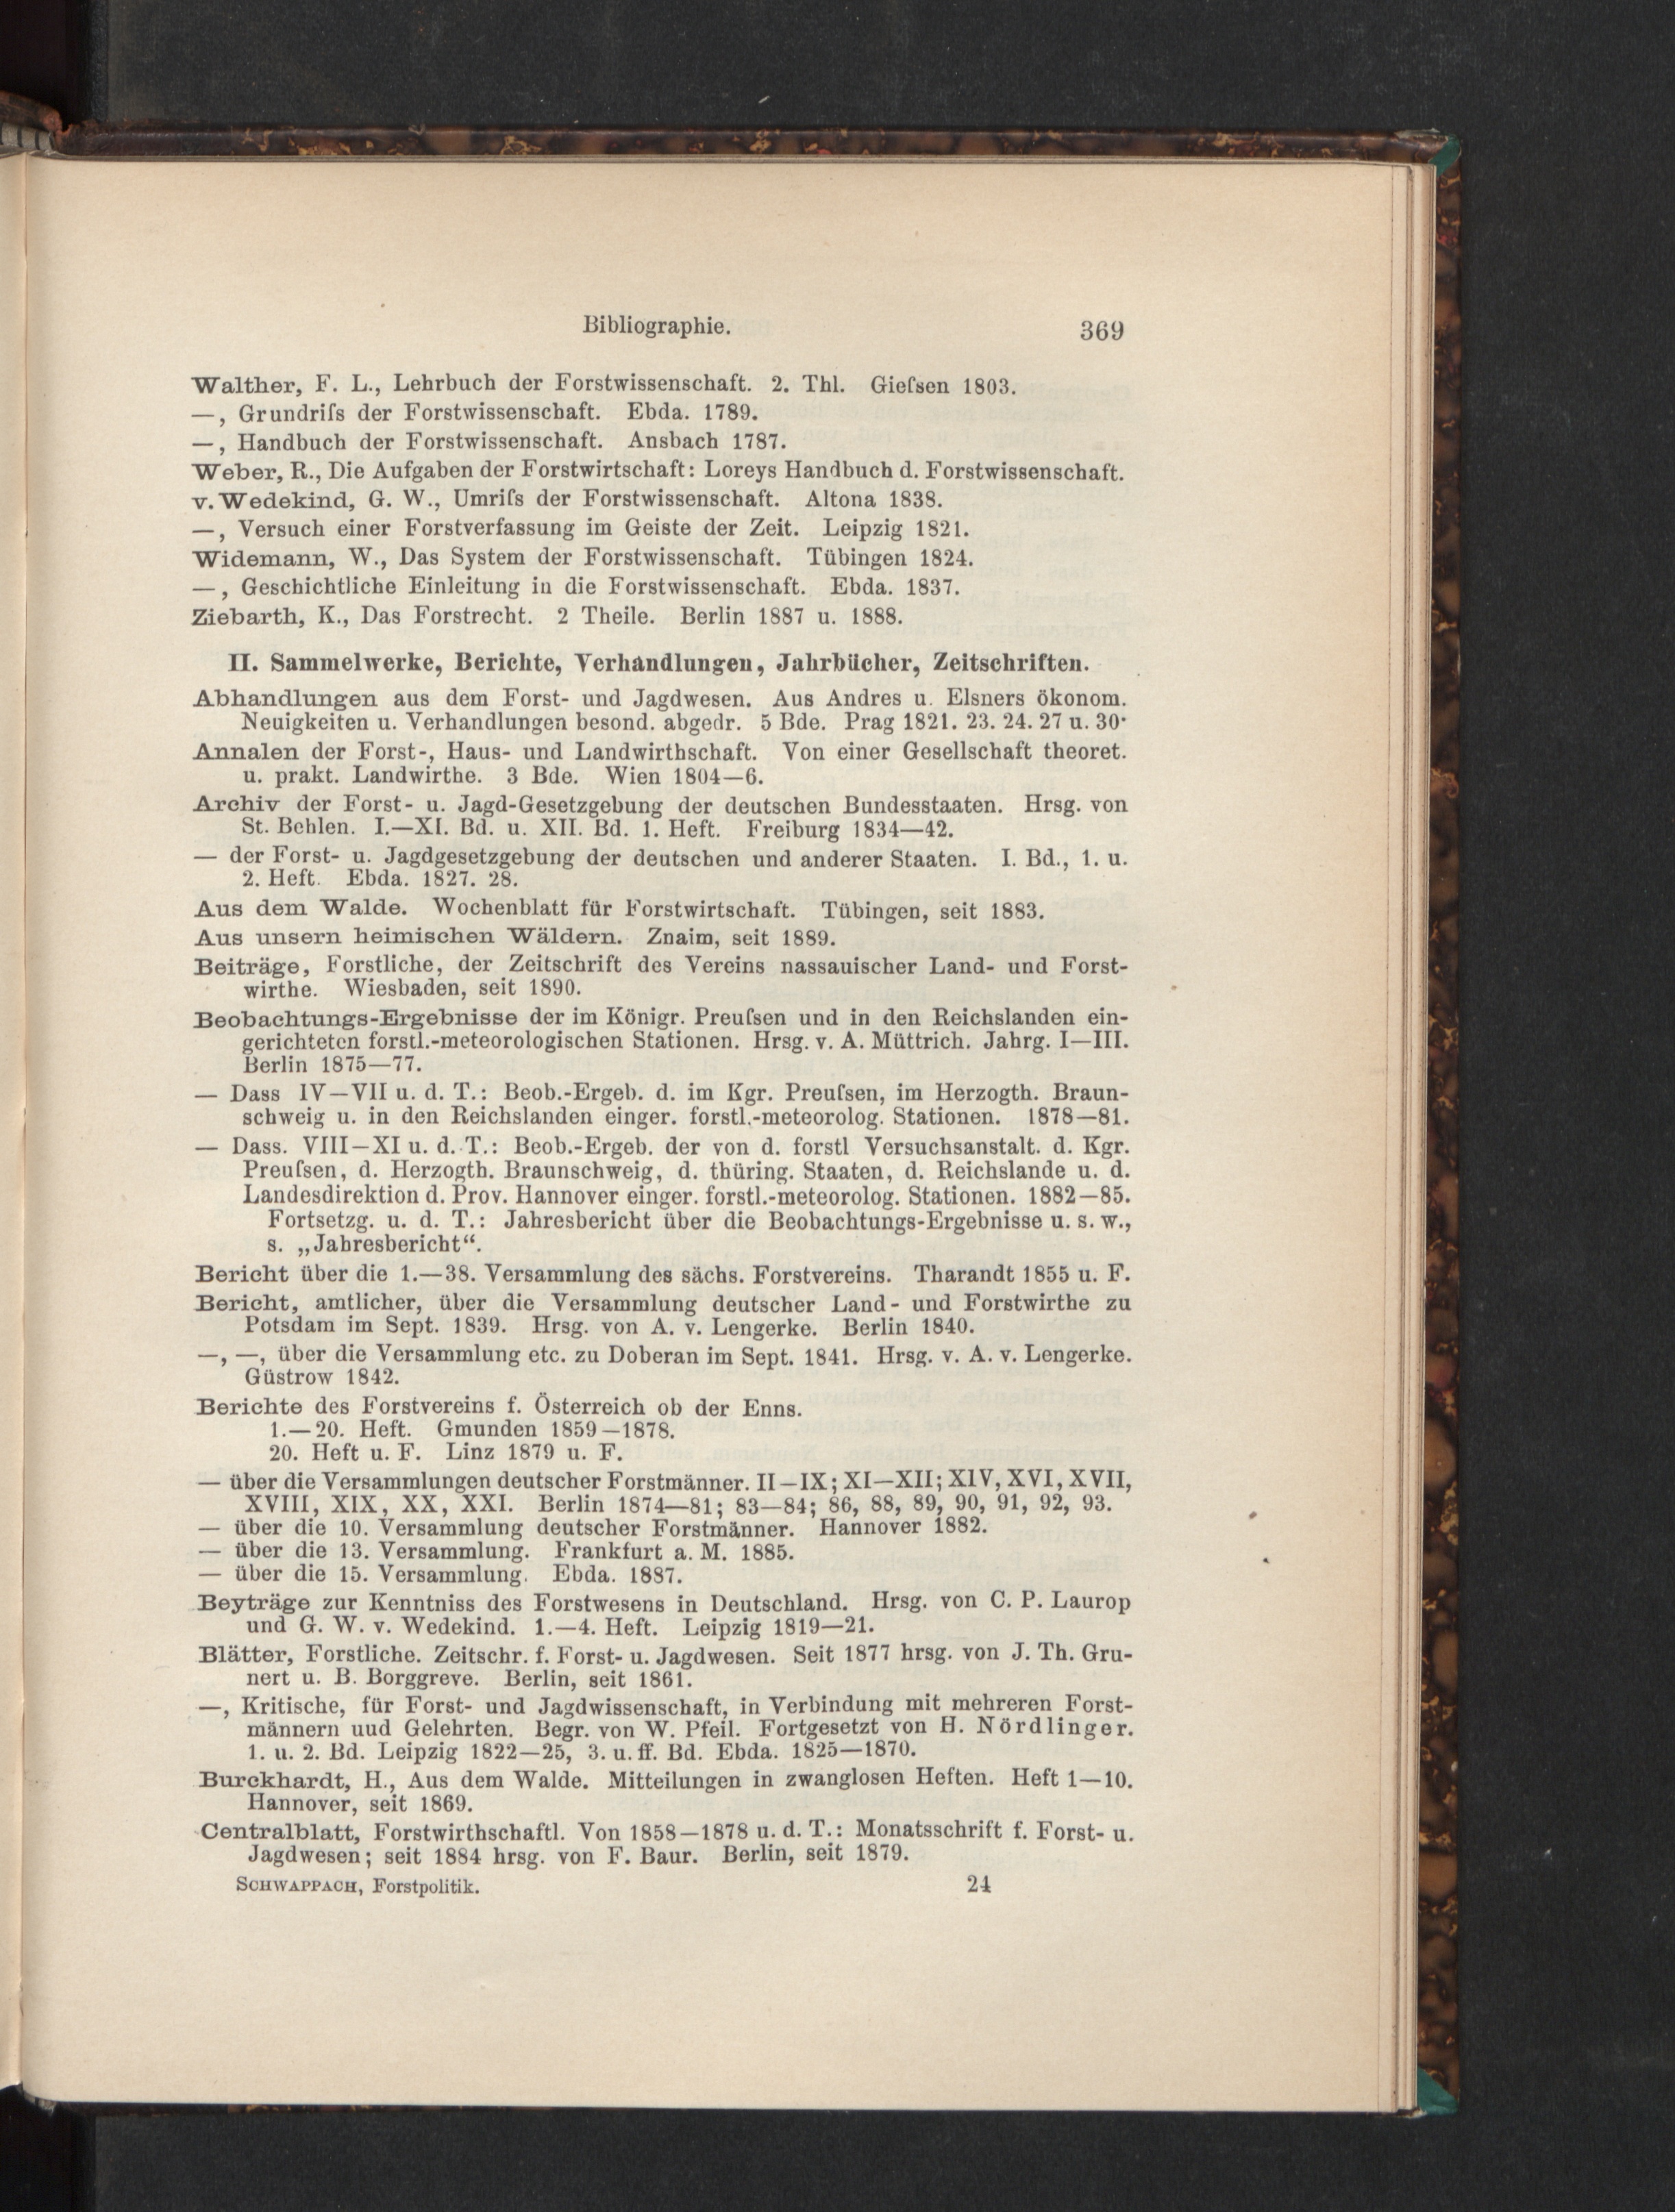 Bibliographie. 369
Walther, F. L., Lehrbuch der Forstwissenschaft. 2. Thl. Gieſsen 1803.
—, Grundriſs der Forstwissenschaft. Ebda. 1789.
—, Handbuch der Forstwissenschaft. Ansbach 1787.
Weber, R., Die Aufgaben der Forstwirtschaft: Loreys Handbuch d. Forstwissenschaft.
v. Wedekind, G. W., Umriſs der Forstwissenschaft. Altona 1838.
—, Versuch einer Forstverfassung im Geiste der Zeit. Leipzig 1821.
Widemann, W., Das System der Forstwissenschaft. Tübingen 1824.
—, Geschichtliche Einleitung in die Forstwissenschaft. Ebda. 1837.
Ziebarth, K., Das Forstrecht. 2 Theile. Berlin 1887 u. 1888.
II. Sammelwerke, Berichte, Verhandlungen, Jahrbücher, Zeitschriften.
Abhandlungen aus dem Forst- und Jagdwesen. Aus Andres u. Elsners ökonom.
Neuigkeiten u. Verhandlungen besond. abgedr. 5 Bde. Prag 1821. 23. 24. 27 u. 30·
Annalen der Forst-, Haus- und Landwirthschaft. Von einer Gesellschaft theoret.
u. prakt. Landwirthe. 3 Bde. Wien 1804—6.
Archiv der Forst- u. Jagd-Gesetzgebung der deutschen Bundesstaaten. Hrsg. von
St. Behlen. I.—XI. Bd. u. XII. Bd. 1. Heft. Freiburg 1834—42.
— der Forst- u. Jagdgesetzgebung der deutschen und anderer Staaten. I. Bd., 1. u.
2. Heft. Ebda. 1827. 28.
Aus dem Walde. Wochenblatt für Forstwirtschaft. Tübingen, seit 1883.
Aus unsern heimischen Wäldern. Znaim, seit 1889.
Beiträge, Forstliche, der Zeitschrift des Vereins nassauischer Land- und Forst-
wirthe. Wiesbaden, seit 1890.
Beobachtungs-Ergebnisse der im Königr. Preuſsen und in den Reichslanden ein-
gerichteten forstl.-meteorologischen Stationen. Hrsg. v. A. Müttrich. Jahrg. I—III.
Berlin 1875—77.
— Dass IV—VII u. d. T.: Beob.-Ergeb. d. im Kgr. Preuſsen, im Herzogth. Braun-
schweig u. in den Reichslanden einger. forstl.-meteorolog. Stationen. 1878—81.
— Dass. VIII—XI u. d. T.: Beob.-Ergeb. der von d. forstl Versuchsanstalt. d. Kgr.
Preuſsen, d. Herzogth. Braunschweig, d. thüring. Staaten, d. Reichslande u. d.
Landesdirektion d. Prov. Hannover einger. forstl.-meteorolog. Stationen. 1882—85.
Fortsetzg. u. d. T.: Jahresbericht über die Beobachtungs-Ergebnisse u. s. w.,
s. „Jahresbericht“.
Bericht über die 1.—38. Versammlung des sächs. Forstvereins. Tharandt 1855 u. F.
Bericht, amtlicher, über die Versammlung deutscher Land- und Forstwirthe zu
Potsdam im Sept. 1839. Hrsg. von A. v. Lengerke. Berlin 1840.
—, —, über die Versammlung etc. zu Doberan im Sept. 1841. Hrsg. v. A. v. Lengerke.
Güstrow 1842.
Berichte des Forstvereins f. Österreich ob der Enns.
1.—20. Heft. Gmunden 1859—1878.
20. Heft u. F. Linz 1879 u. F.
— über die Versammlungen deutscher Forstmänner. II—IX; XI—XII; XIV, XVI, XVII,
XVIII, XIX, XX, XXI. Berlin 1874—81; 83—84; 86, 88, 89, 90, 91, 92, 93.
— über die 10. Versammlung deutscher Forstmänner. Hannover 1882.
— über die 13. Versammlung. Frankfurt a. M. 1885.
— über die 15. Versammlung. Ebda. 1887.
Beyträge zur Kenntniss des Forstwesens in Deutschland. Hrsg. von C. P. Laurop
und G. W. v. Wedekind. 1.—4. Heft. Leipzig 1819—21.
Blätter, Forstliche. Zeitschr. f. Forst- u. Jagdwesen. Seit 1877 hrsg. von J. Th. Gru-
nert u. B. Borggreve. Berlin, seit 1861.
—, Kritische, für Forst- und Jagdwissenschaft, in Verbindung mit mehreren Forst-
männern uud Gelehrten. Begr. von W. Pfeil. Fortgesetzt von H. Nördlinger.
1. u. 2. Bd. Leipzig 1822—25, 3. u. ff. Bd. Ebda. 1825—1870.
Burckhardt, H., Aus dem Walde. Mitteilungen in zwanglosen Heften. Heft 1—10.
Hannover, seit 1869.
Centralblatt, Forstwirthschaftl. Von 1858—1878 u. d. T.: Monatsschrift f. Forst- u.
Jagdwesen; seit 1884 hrsg. von F. Baur. Berlin, seit 1879.
SCHWAPPACH, Forstpolitik. 24